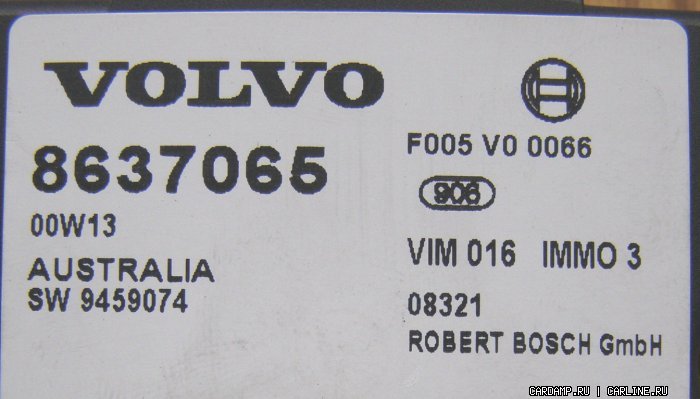 VOLVO
8637065
00W13
AUSTRALIA
SW 9459074
F005 V0 0066
906
VIM 016 IMMO 3
08321
ROBERT BOSCH GmbH
CARDAMP.RU | CARLINE.RU